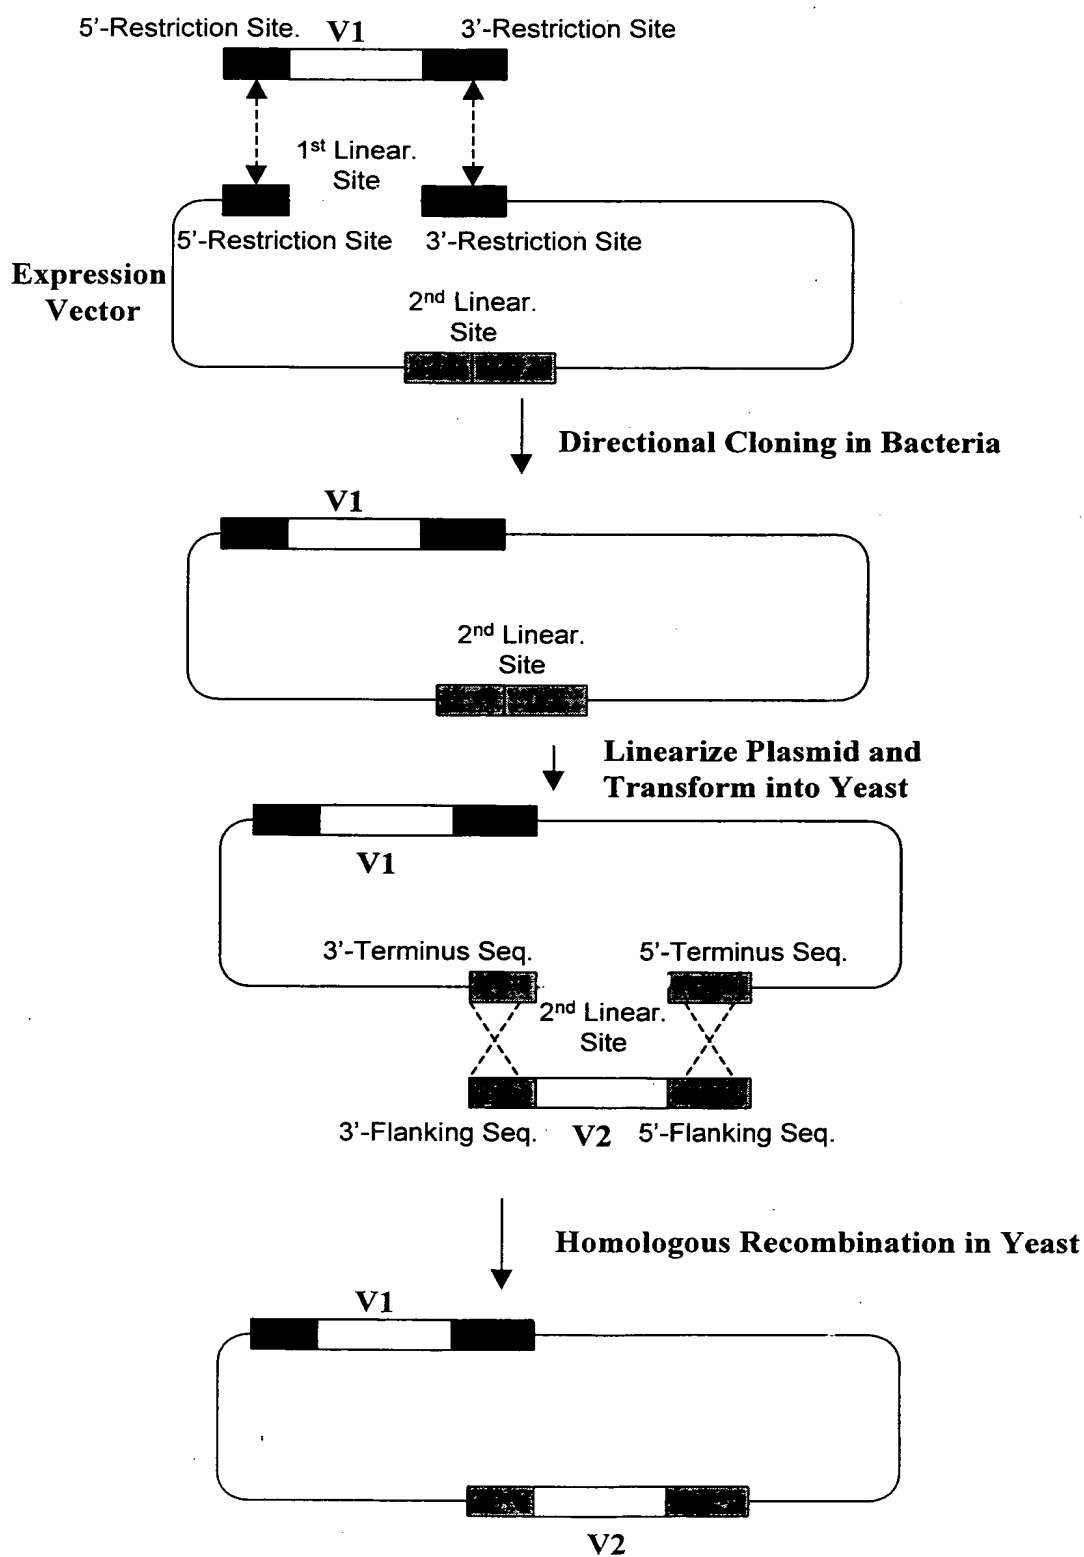 5'-Restriction Site.
V1
3'-Restriction Site
1st Linear.
Site
5'-Restriction Site
3'-Restriction Site
Expression
Vector
2nd Linear.
Site
Directional Cloning in Bacteria
V1
2nd Linear.
Site
Linearize Plasmid and
Transform into Yeast
V1
3'-Terminus Seq.
5'-Terminus Seq.
2nd Linear.
Site
3'-Flanking Seq.
V2
5'-Flanking Seq.
Homologous Recombination in Yeast
V1
V2